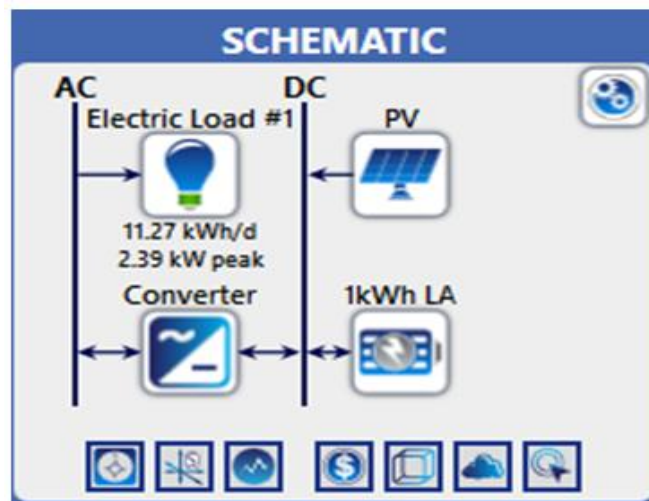 SCHEMATIC
AC DC
Electric Load #1 PV
11.27 kWh/d
2.39 kW peak
Converter 1kWh LA